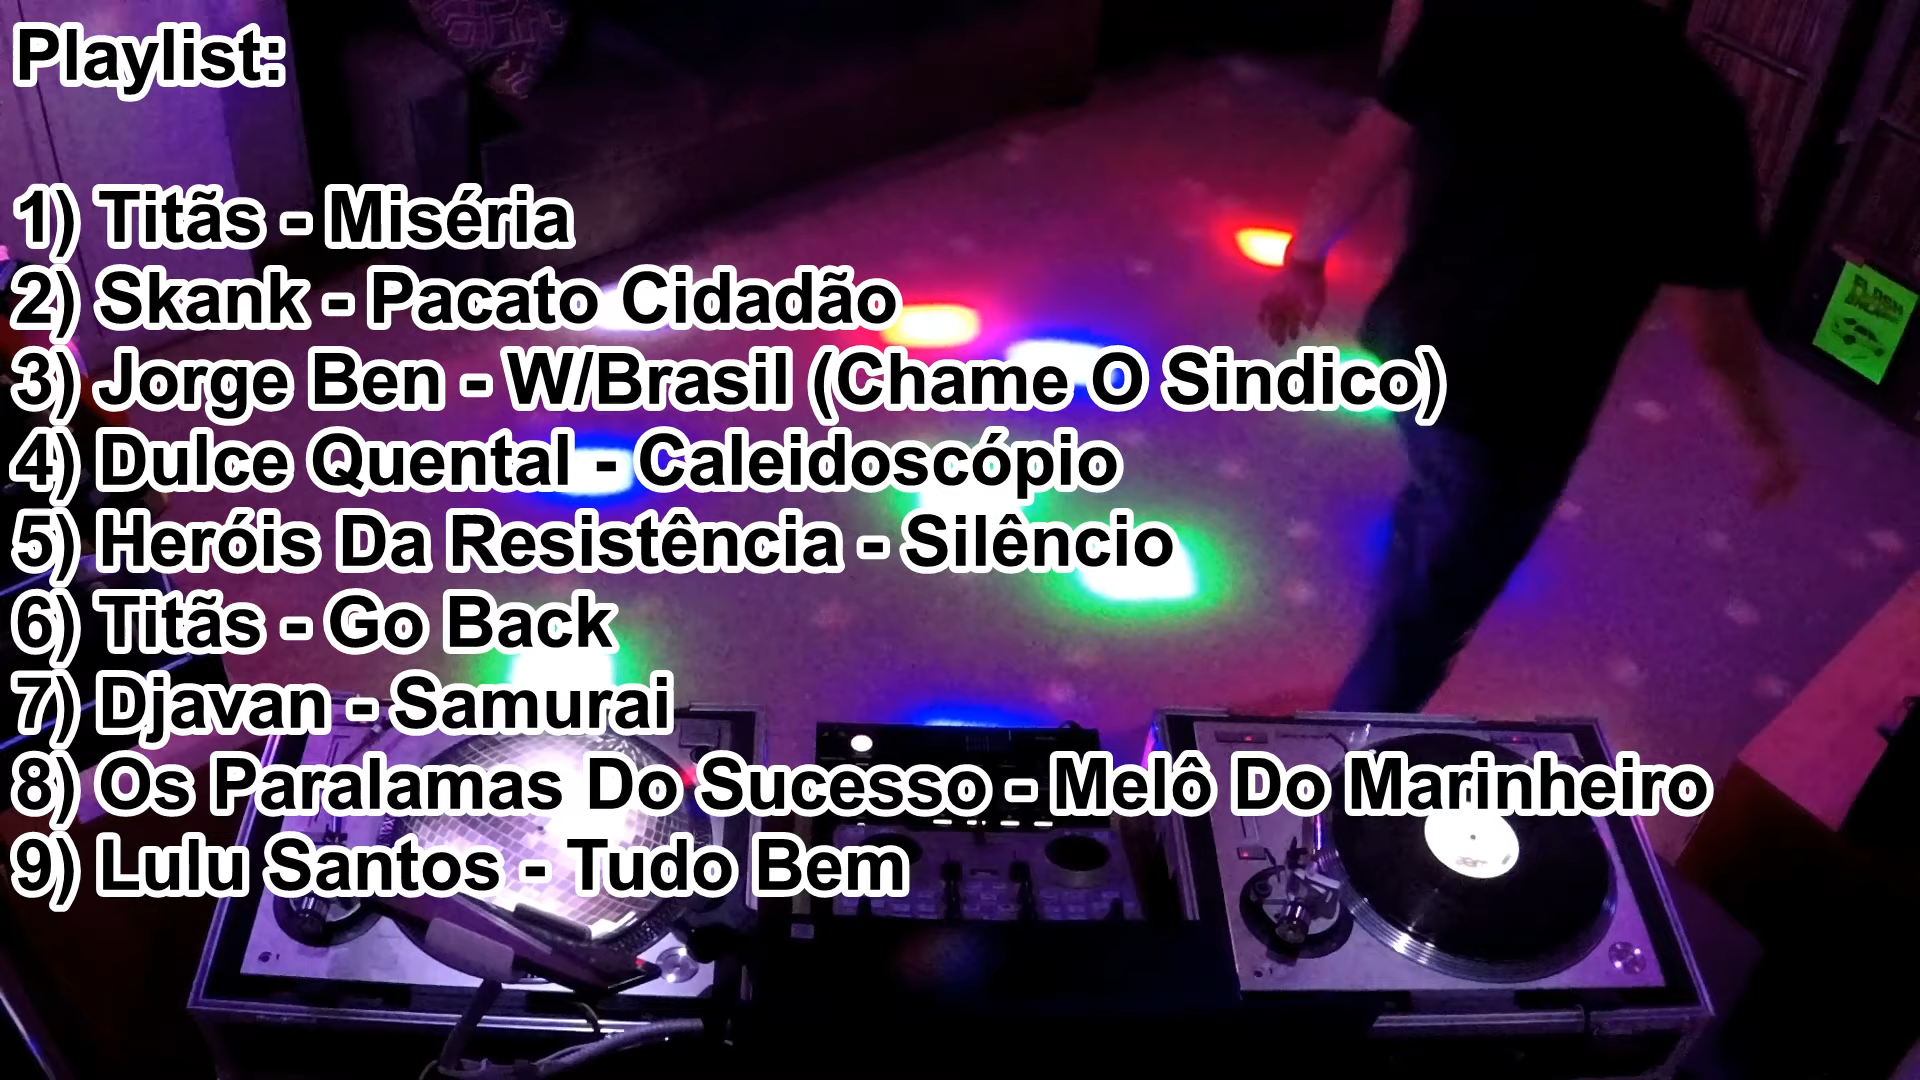 Playlist:
1) Titãs - Miséria
2) Skank - Pacato Cidadão
3) Jorge Ben - W/Brasil (Chame O Sindico)
4) Dulce Quental - Caleidoscópio
5) Heróis Da Resistência - Silêncio
6) Titãs - Go Back
7) Djavan - Samurai
8) Os Paralamas Do Sucesso - Melô Do Marinheiro
9) Lulu Santos - Tudo Bem
FLASH